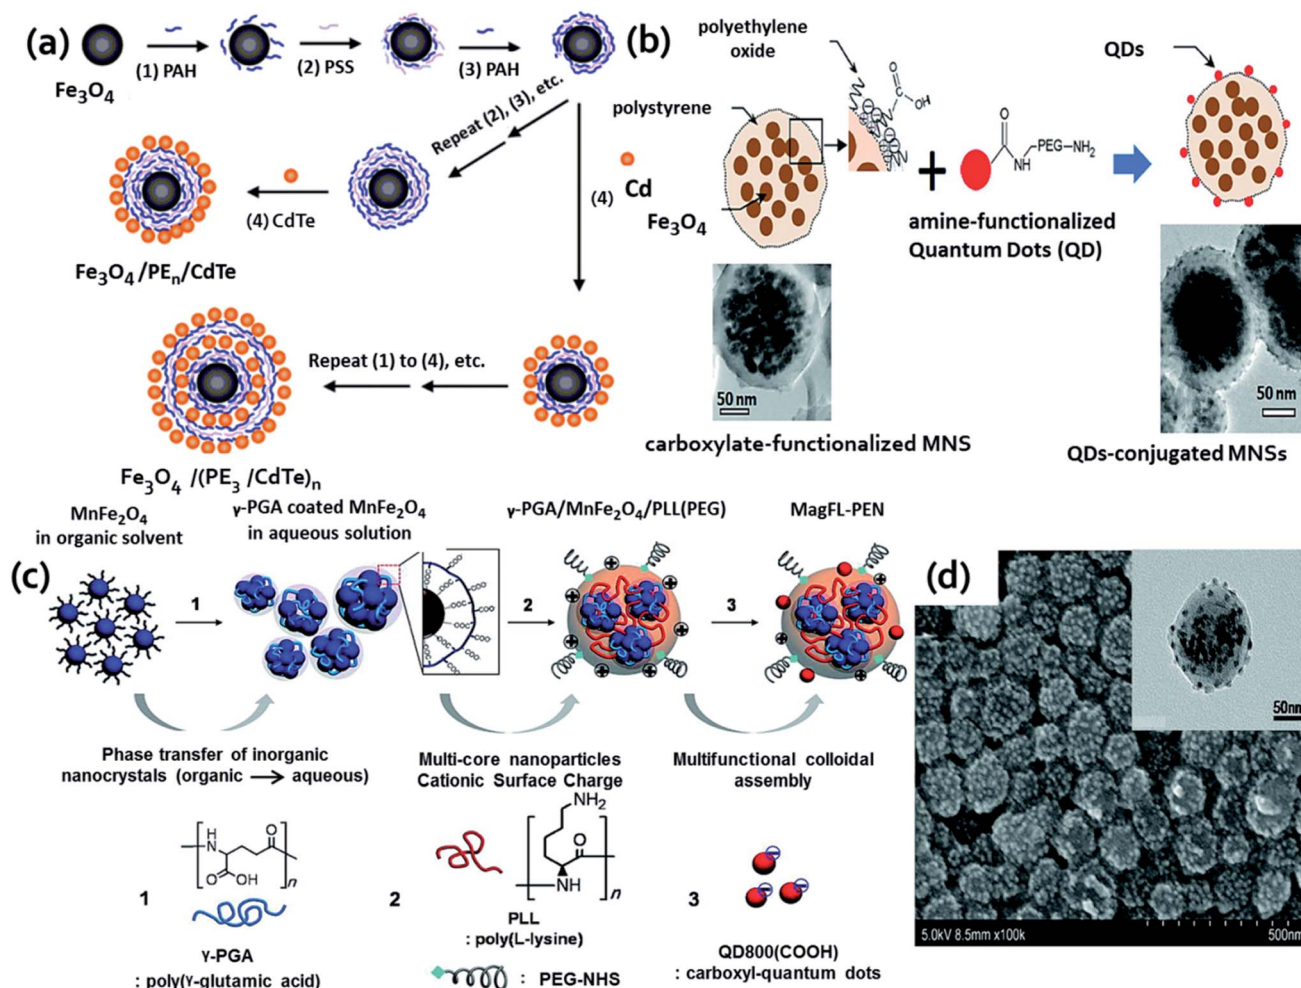 (a)
Fe3O4
(1) PAH
(2) PSS
(3) PAH
Repeat (2), (3), etc.
(4)
Cd
(4) CdTe
Fe3O4 /PEn/CdTe
Repeat (1) to (4), etc.
Fe3O4 /(PE3 /CdTe)n
(b)
polyethylene
oxide
polystyrene
Fe3O4
O
C
OH
+
O
NH
PEG-NH2
amine-functionalized
Quantum Dots (QD)
QDs
50 nm
carboxylate-functionalized MNS
50 nm
QDs-conjugated MNSs
(c)
MnFe2O4
in organic solvent
γ-PGA coated MnFe2O4
in aqueous solution
γ-PGA/MnFe2O4/PLL(PEG)
MagFL-PEN
1
2
3
Phase transfer of inorganic
nanocrystals (organic → aqueous)
Multi-core nanoparticles
Cationic Surface Charge
Multifunctional colloidal
assembly
1
H
N
O
O
OH
n
γ-PGA
: poly(γ-glutamic acid)
2
NH2
O
NH
n
PLL
: poly(L-lysine)
: PEG-NHS
3
QD800(COOH)
: carboxyl-quantum dots
(d)
50nm
5.0kV 8.5mm x100k
500nm